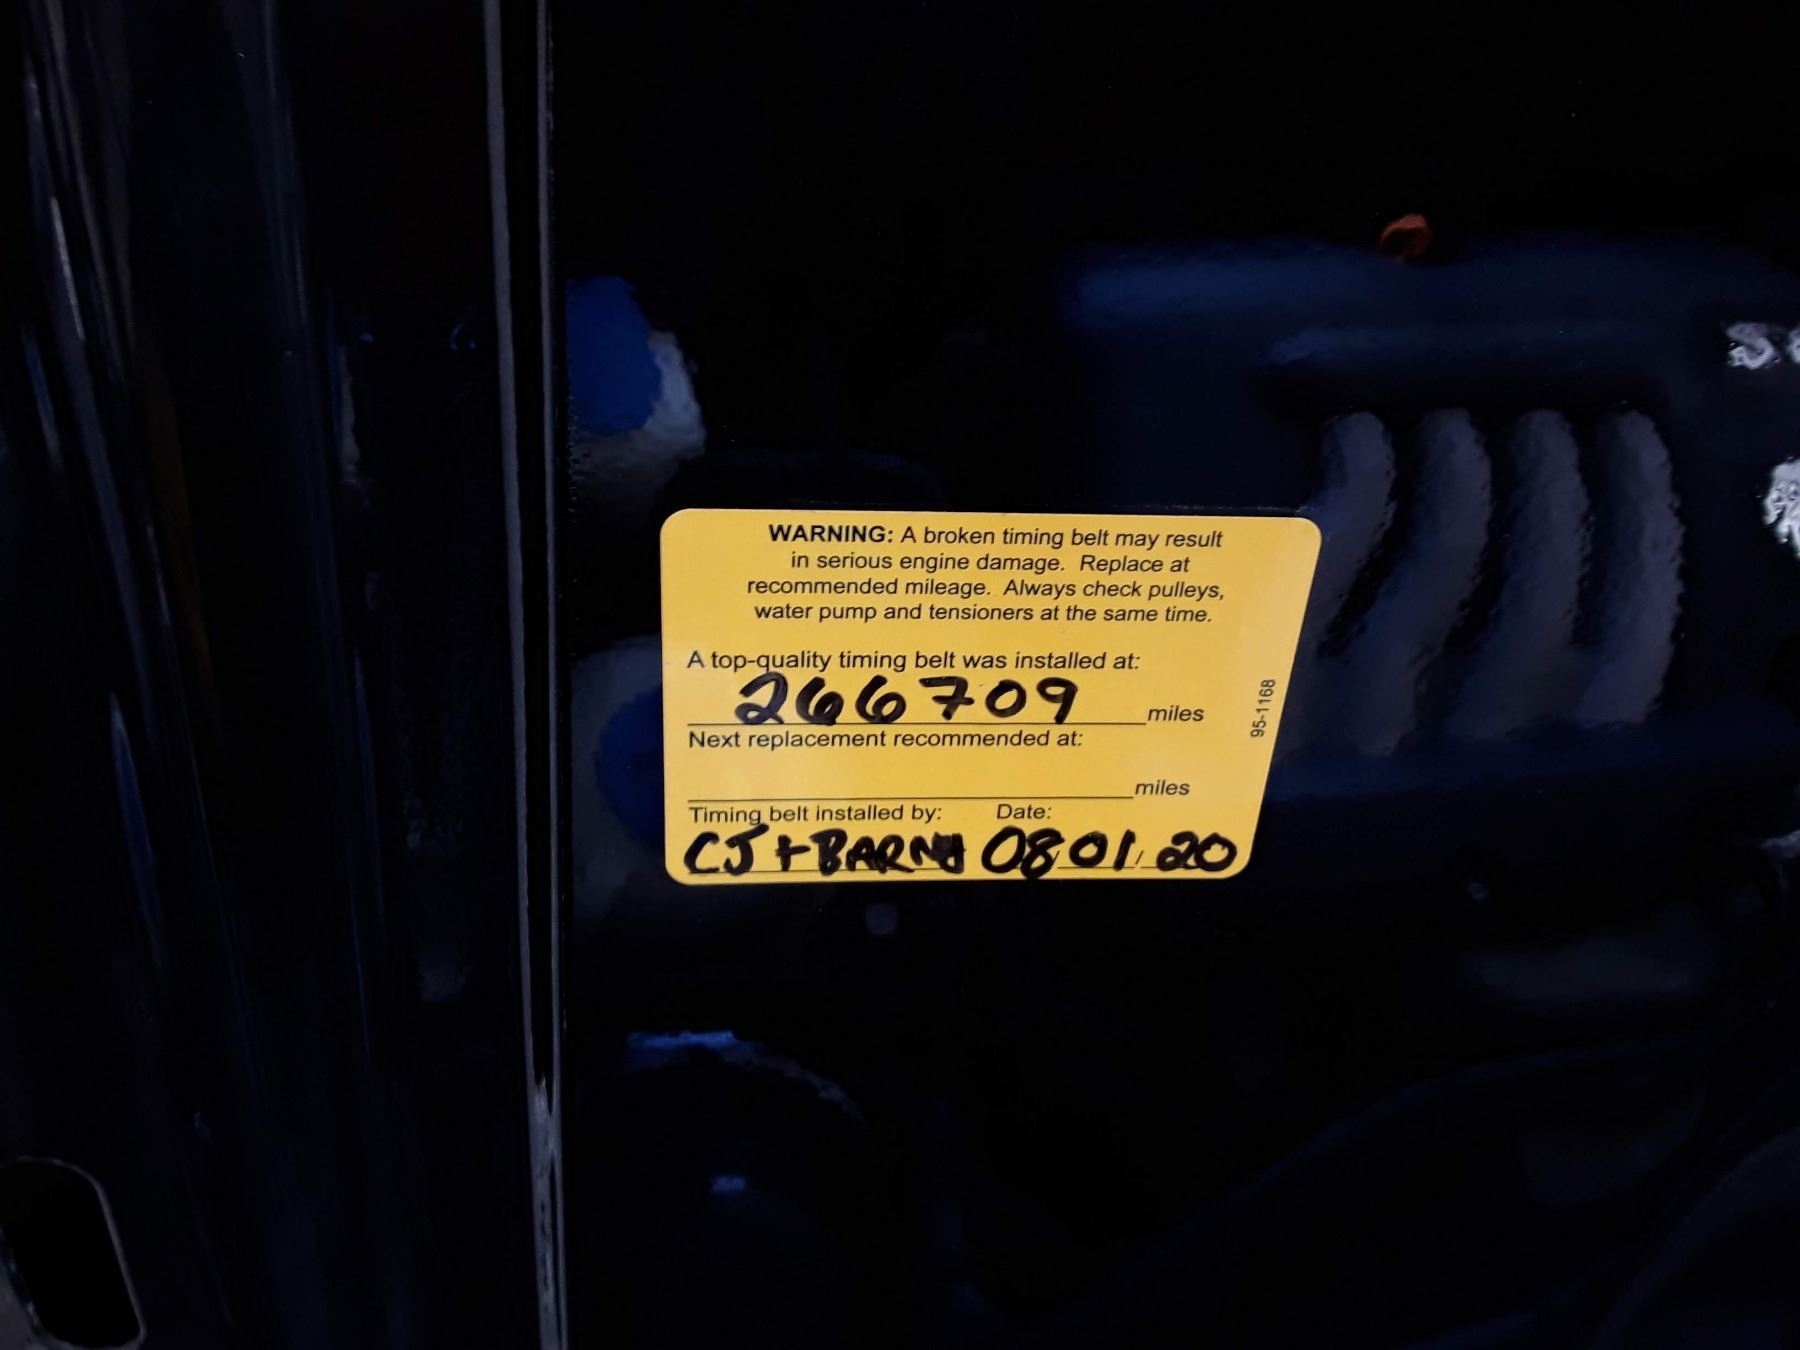 WARNING: A broken timing belt may result
in serious engine damage. Replace at
recommended mileage. Always check pulleys,
water pump and tensioners at the same time.
A top-quality timing belt was installed at:
266709 miles
Next replacement recommended at:
miles
Timing belt installed by: Date:
CJ + 08/01/20
95-1168